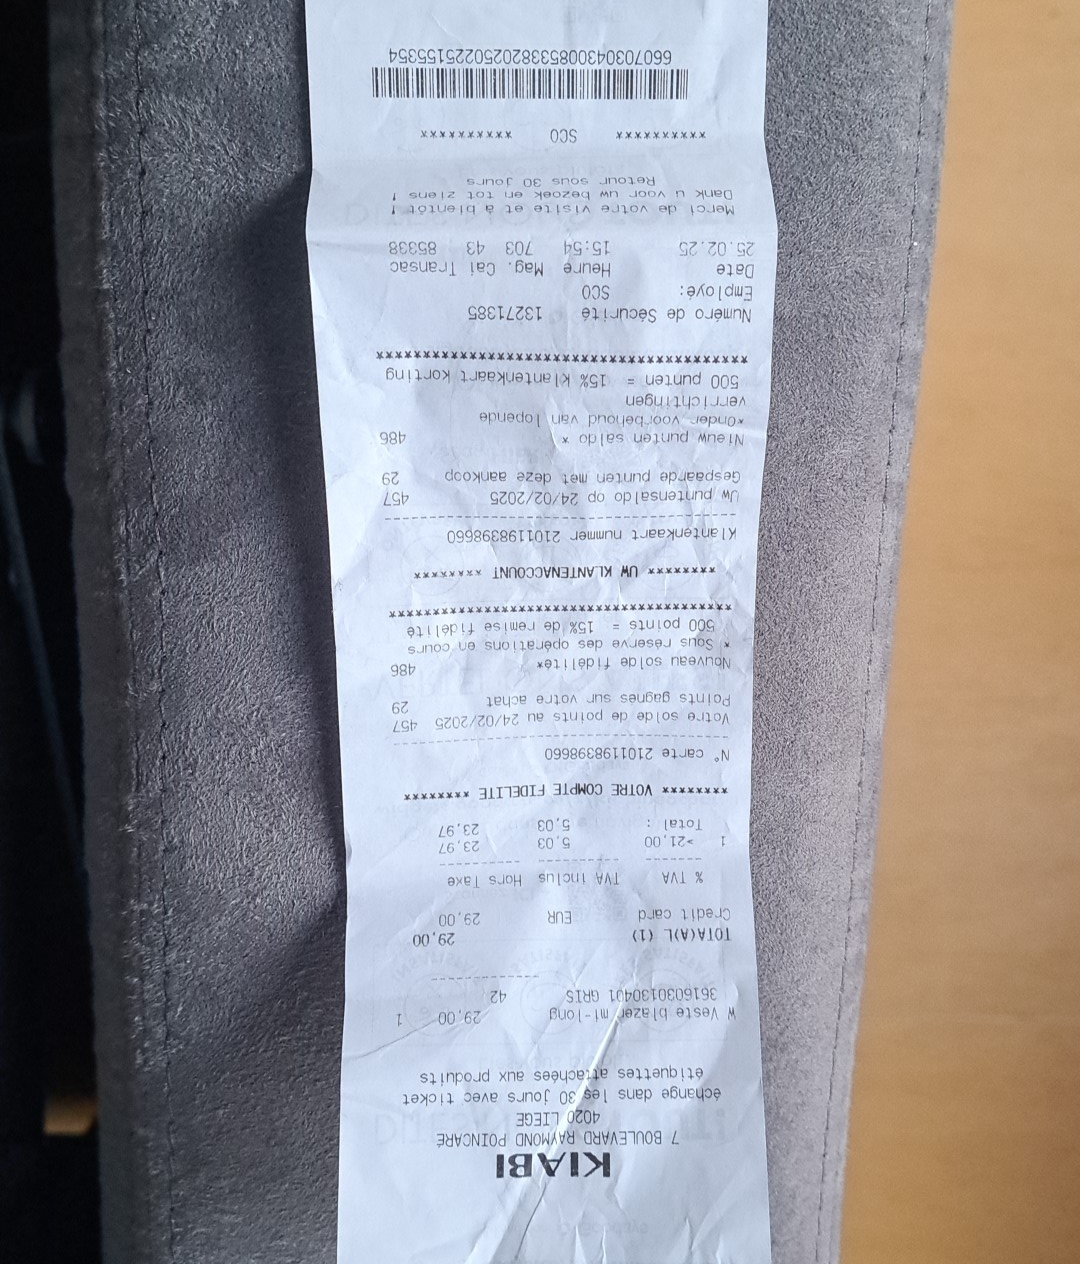 KIABI
7 BOULEVARD RAYMOND POINCARÉ
4020 LIEGE
échange dans les 30 jours avec ticket
étiquettes attachées aux produits
W Veste blazer mi-long 29,00 1
3616030130401 GRIS 42
--------------
TOTA(A)L (1) 29,00
Credit card EUR 29,00
% TVA TVA inclus Hors Taxe
------- ---------- ----------
1 >21,00 5,03 23,97
Total : 5,03 23,97
******** VOTRE COMPTE FIDELITE ********
N° carte 2101198398660
Votre solde de points au 24/02/2025 457
Points gagnés sur votre achat 29
Nouveau solde fidélité* 486
* Sous réserve des opérations en cours
500 points = 15% de remise fidélité
******************************************
******** UW KLANTENACCOUNT ********
Klantenkaart nummer 2101198398660
Uw puntensaldo op 24/02/2025 457
Gespaarde punten met deze aankoop 29
Nieuw punten saldo * 486
*Onder voorbehoud van lopende
verrichtingen
500 punten = 15% klantenkaart korting
******************************************
Numéro de Sécurité 13271385
Employé: SCO
Date Heure Mag. Cai Transac
25.02.25 15:54 703 43 85338
Merci de votre visite et à bientôt !
Dank u voor uw bezoek en tot ziens !
Retour sous 30 jours
********** SCO **********
660703043008533820250225155354